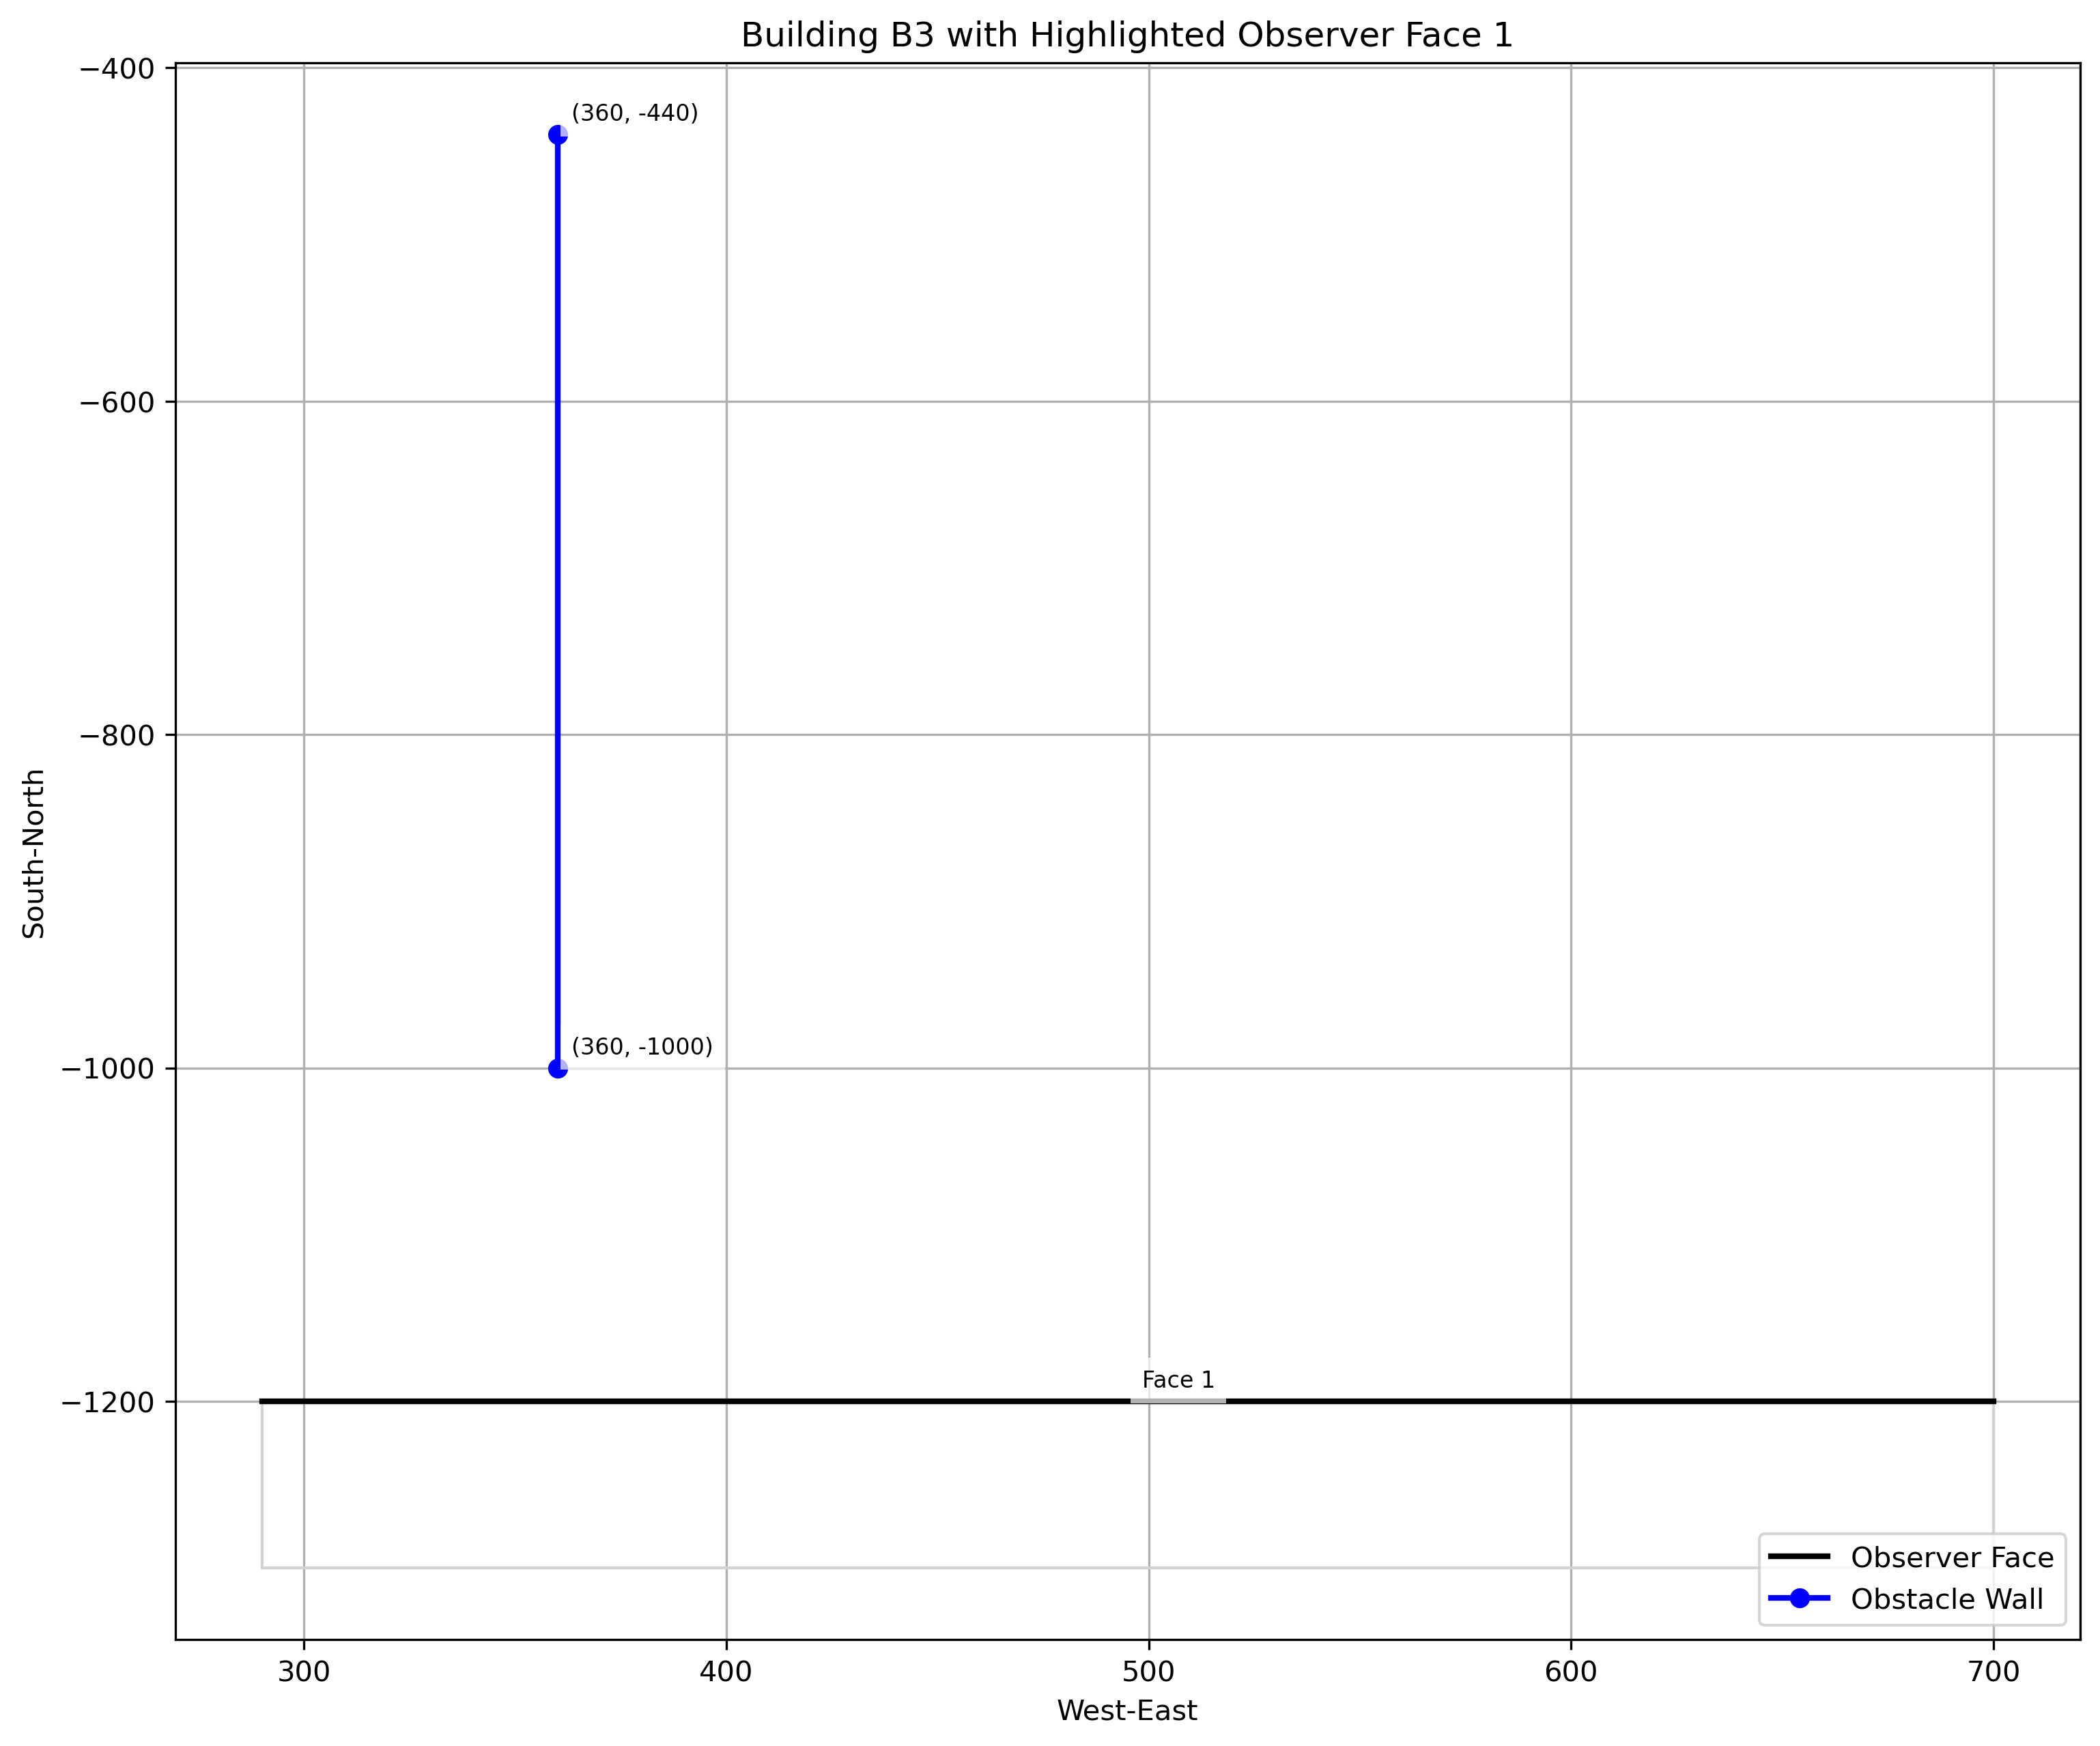 Building B3 with Highlighted Observer Face 1
−400
(360, -440)
−600
−800
South-North
(360, -1000)
−1000
Face 1
−1200
Observer Face
Obstacle Wall
300
400
500
600
700
West-East